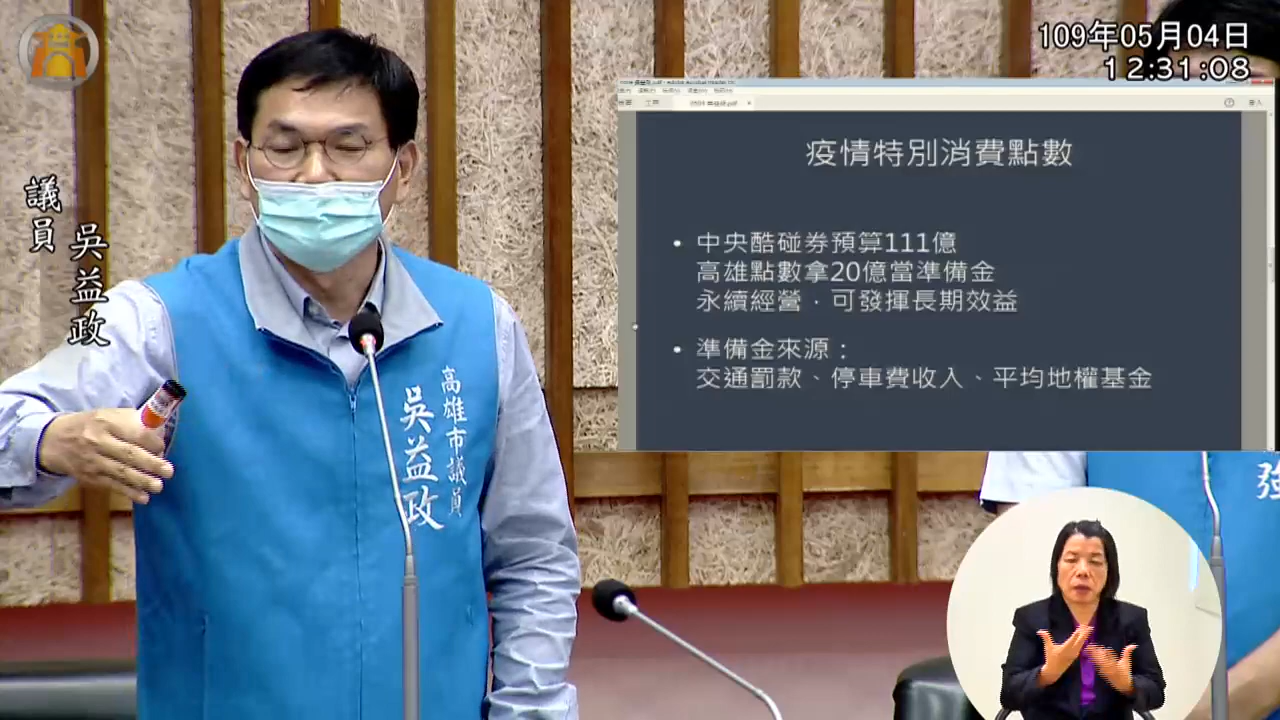 109年05月04日
12:31:08
議員
吳益政
疫情特別消費點數
• 中央酷碰券預算111億
高雄點數拿20億當準備金
永續經營，可發揮長期效益
• 準備金來源：
交通罰款、停車費收入、平均地權基金
高雄市議員
吳益政
強